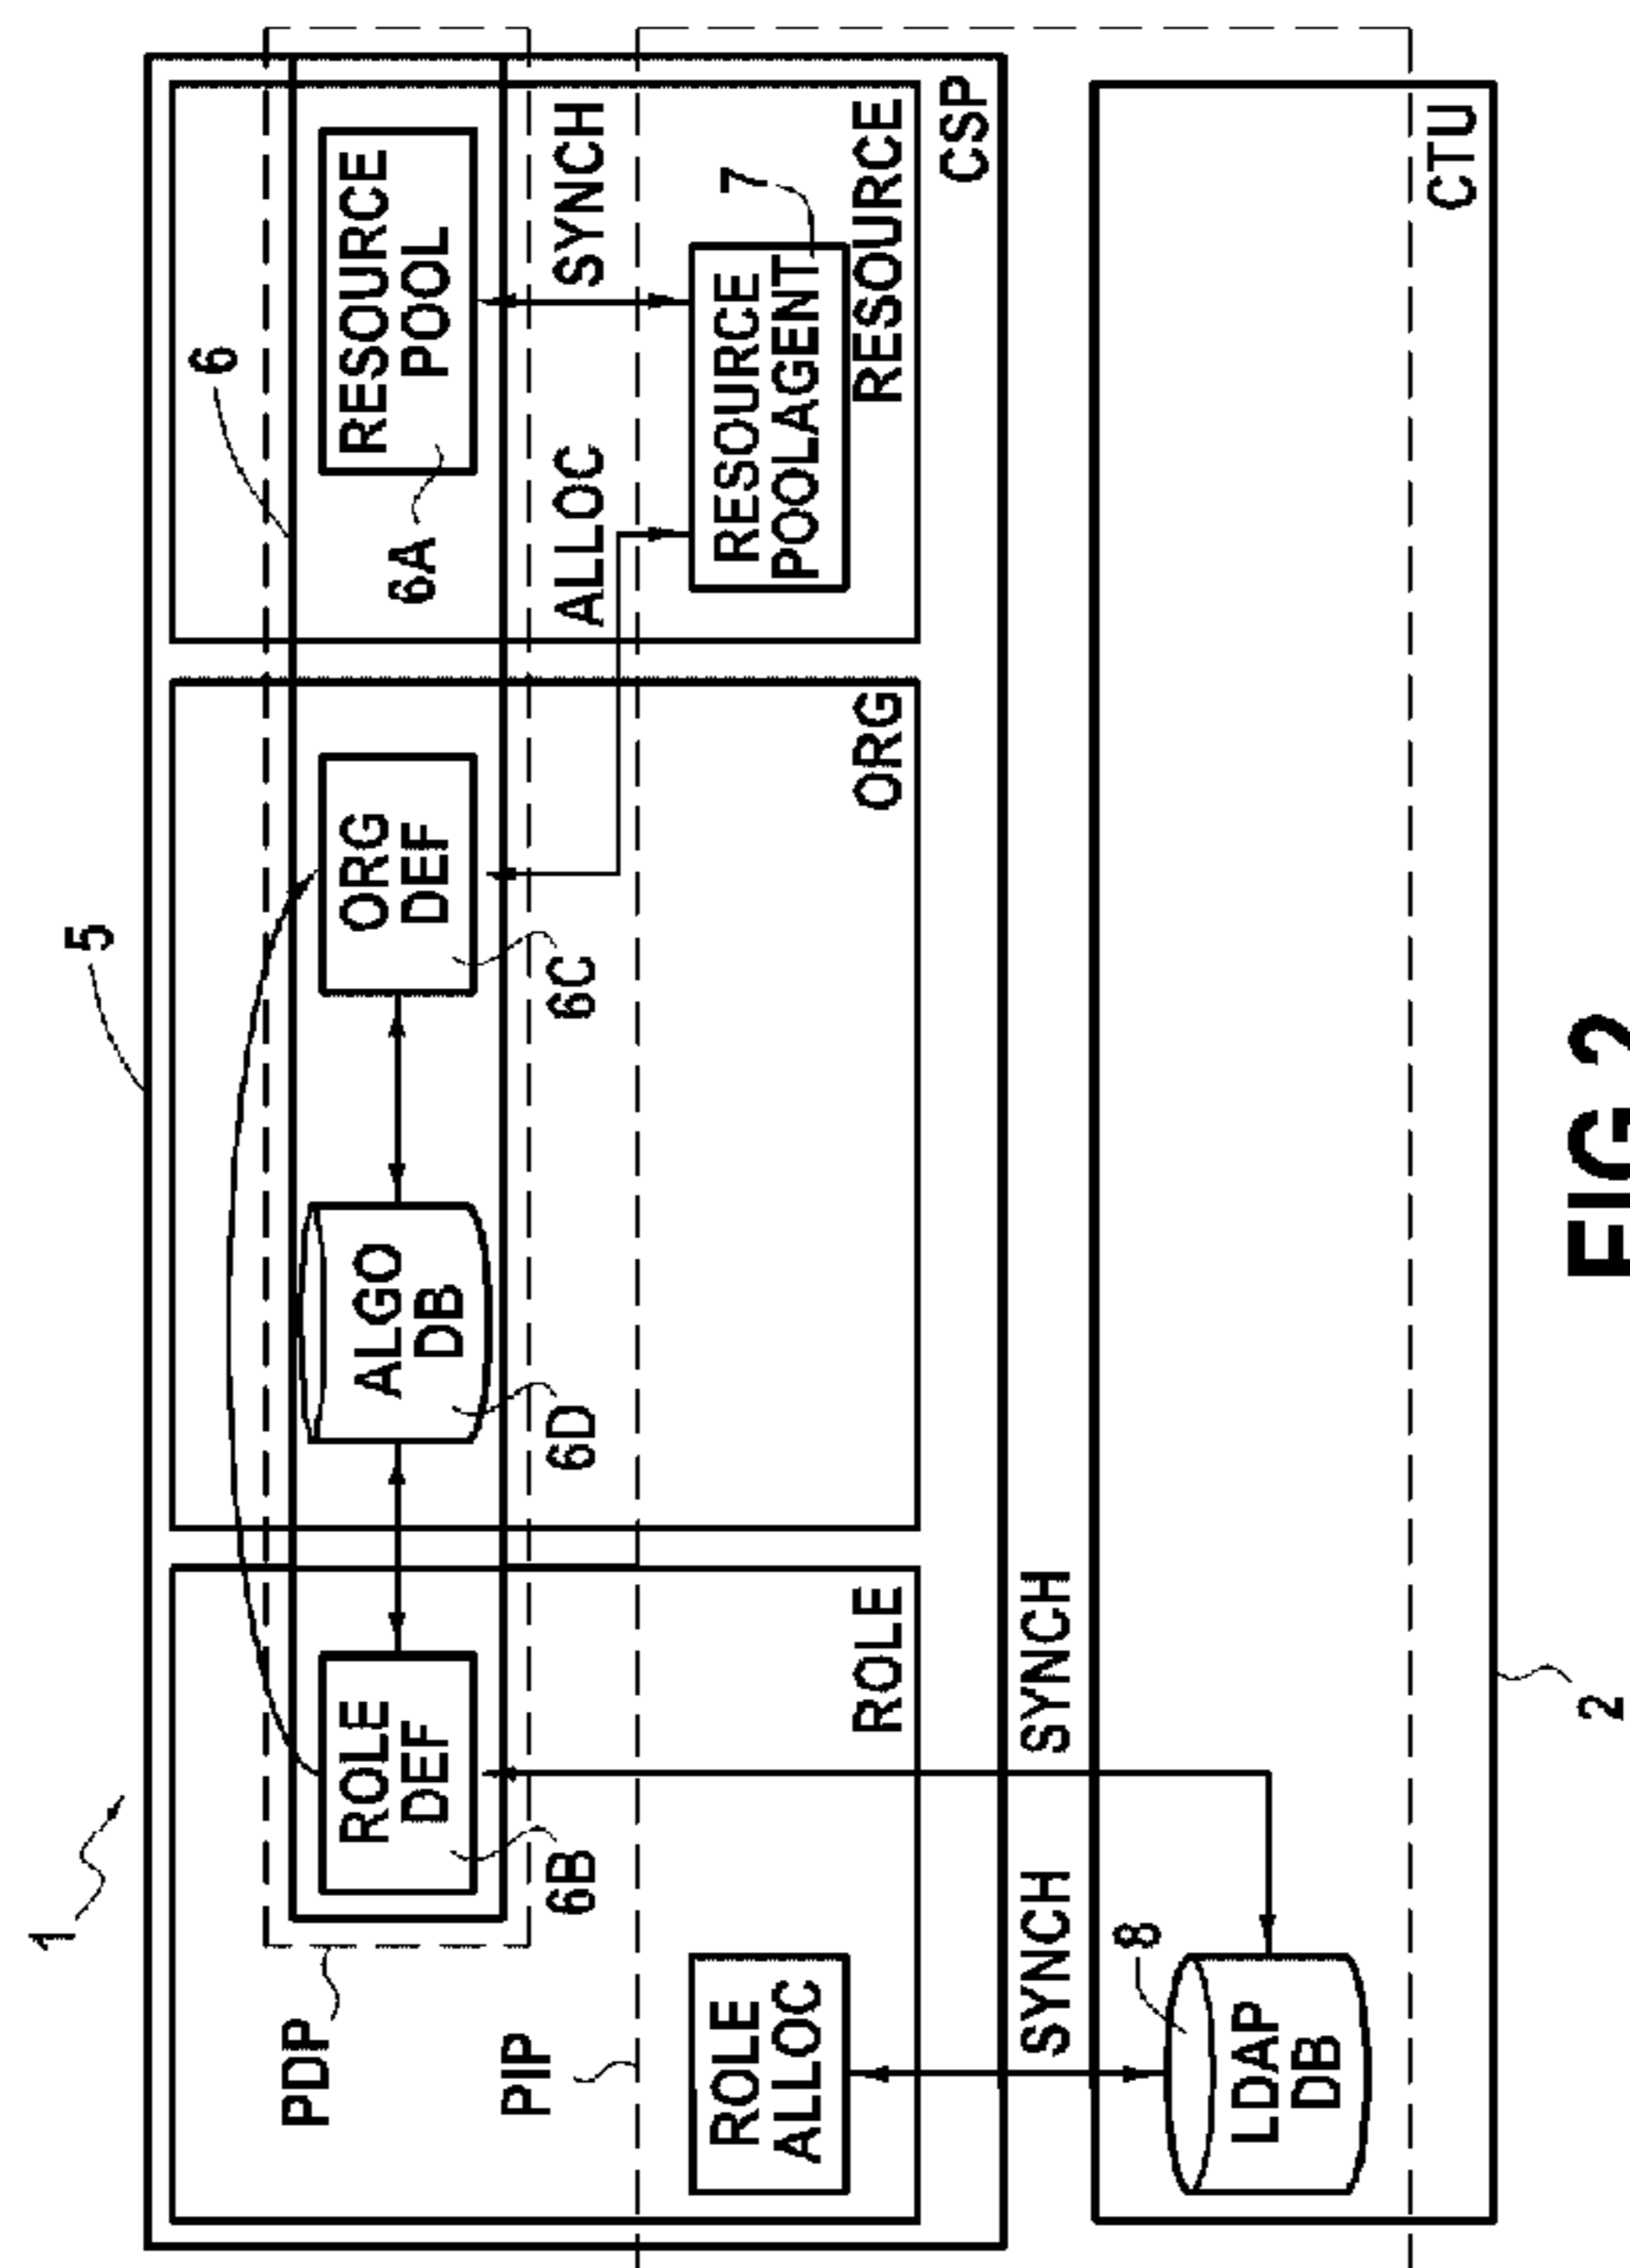 1
5
6
PDP
PIP
ROLE
DEF
6B
ALGO
DB
6D
ORG
DEF
6C
RESOURCE
POOL
6A
ALLOC
SYNCH
ROLE
ALLOC
RESOURCE
POOLAGENT
7
ROLE
ORG
RESOURCE
CSP
SYNCH
SYNCH
8
LDAP
DB
CTU
2
FIG 2